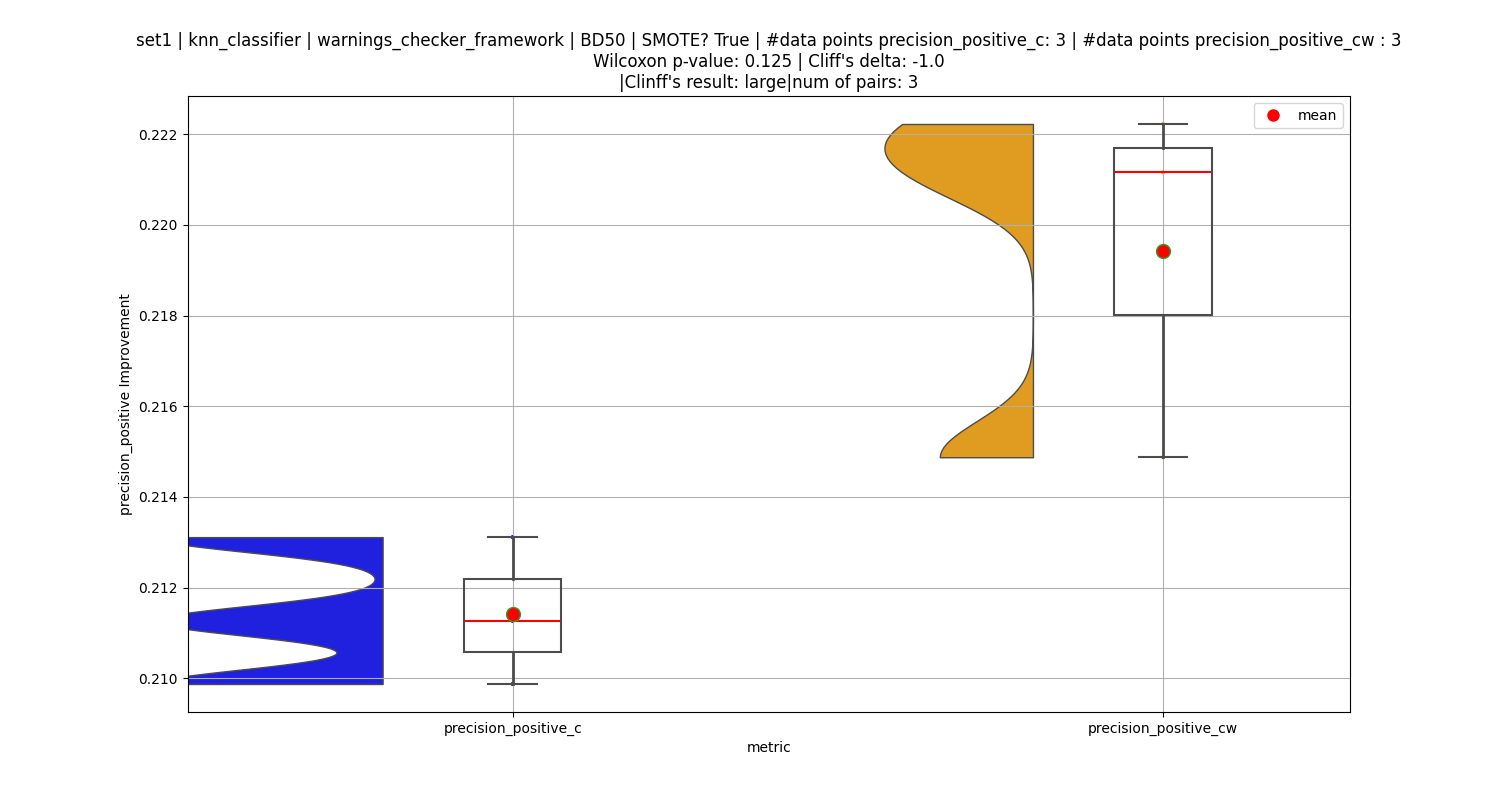 set1 | knn_classifier | warnings_checker_framework | BD50 | SMOTE? True | #data points precision_positive_c: 3 | #data points precision_positive_cw : 3
Wilcoxon p-value: 0.125 | Cliff's delta: -1.0
|Clinff's result: large|num of pairs: 3
mean
precision_positive Improvement
0.222
0.220
0.218
0.216
0.214
0.212
0.210
precision_positive_c
precision_positive_cw
metric